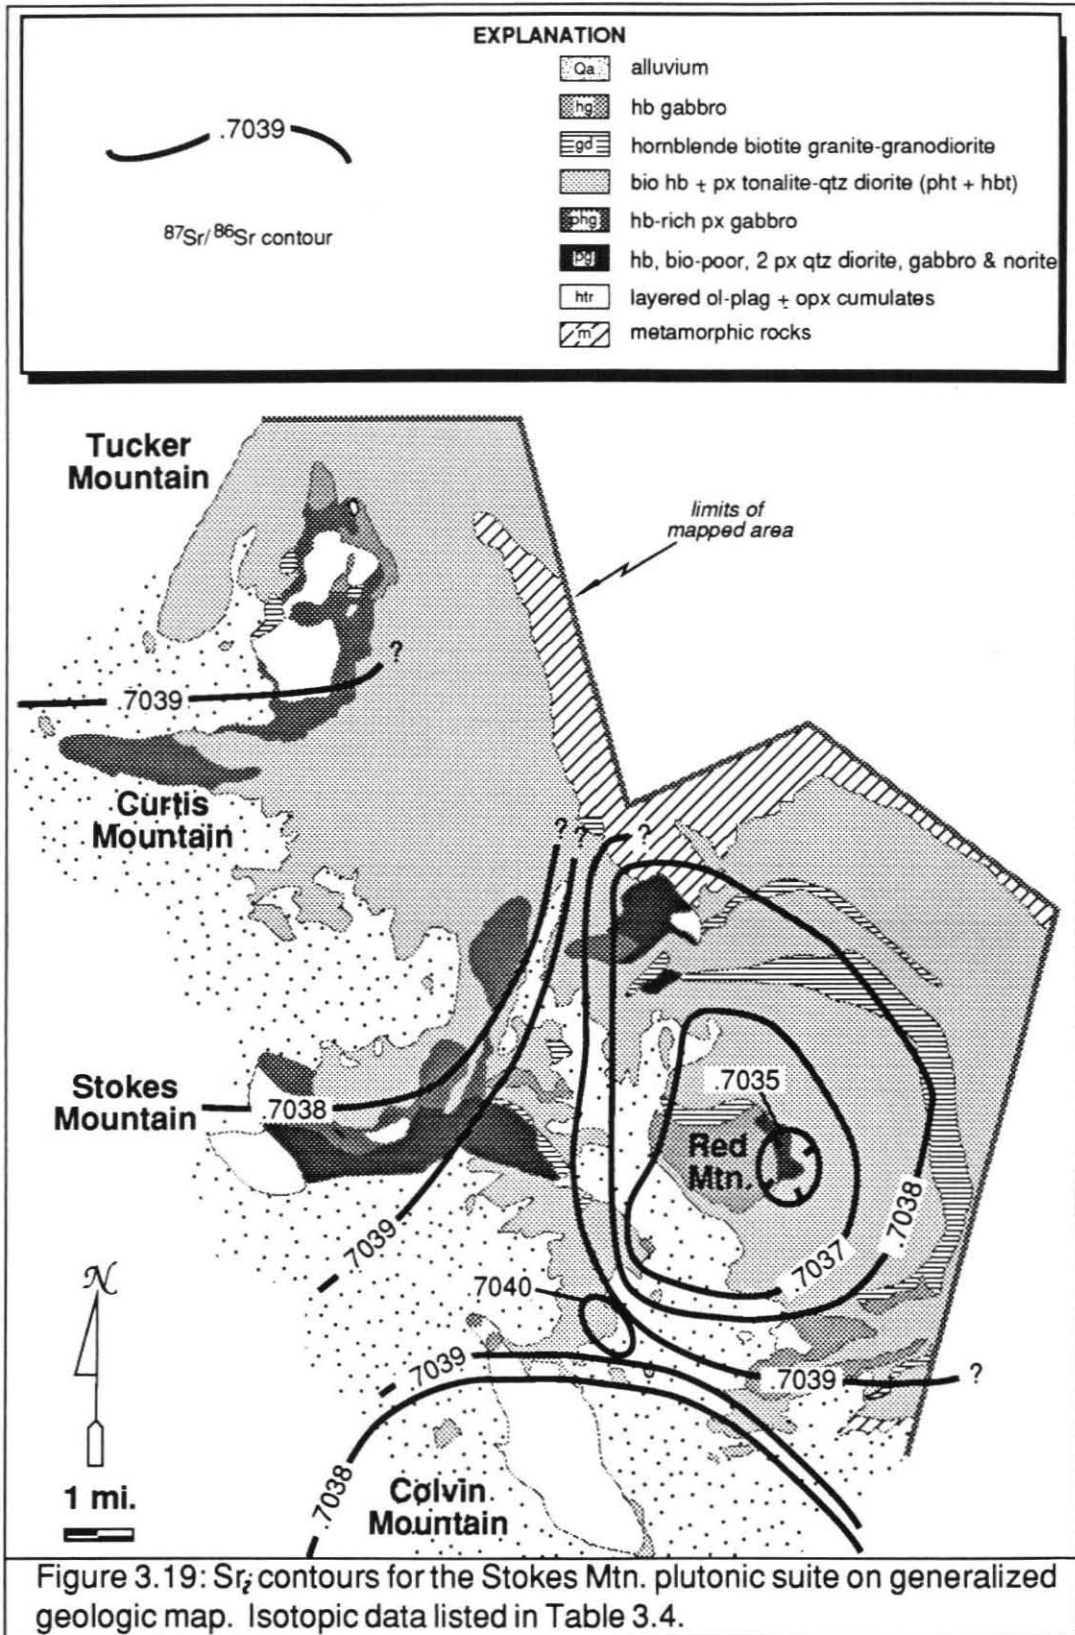 EXPLANATION
.7039
87Sr/86Sr contour
Qa alluvium
hg hb gabbro
gd hornblende biotite granite-granodiorite
bio hb ± px tonalite-qtz diorite (pht + hbt)
phg hb-rich px gabbro
pg hb, bio-poor, 2 px qtz diorite, gabbro & norite
htr layered ol-plag ± opx cumulates
m metamorphic rocks
Tucker
Mountain
limits of
mapped area
?
.7039
Curtis
Mountain
?
?
?
Stokes
Mountain
.7038
.7035
Red
Mtn.
.7038
.7037
.7039
N
.7040
.7039
.7039
?
1 mi.
.7038
Colvin
Mountain
Figure 3.19: Sri contours for the Stokes Mtn. plutonic suite on generalized
geologic map. Isotopic data listed in Table 3.4.